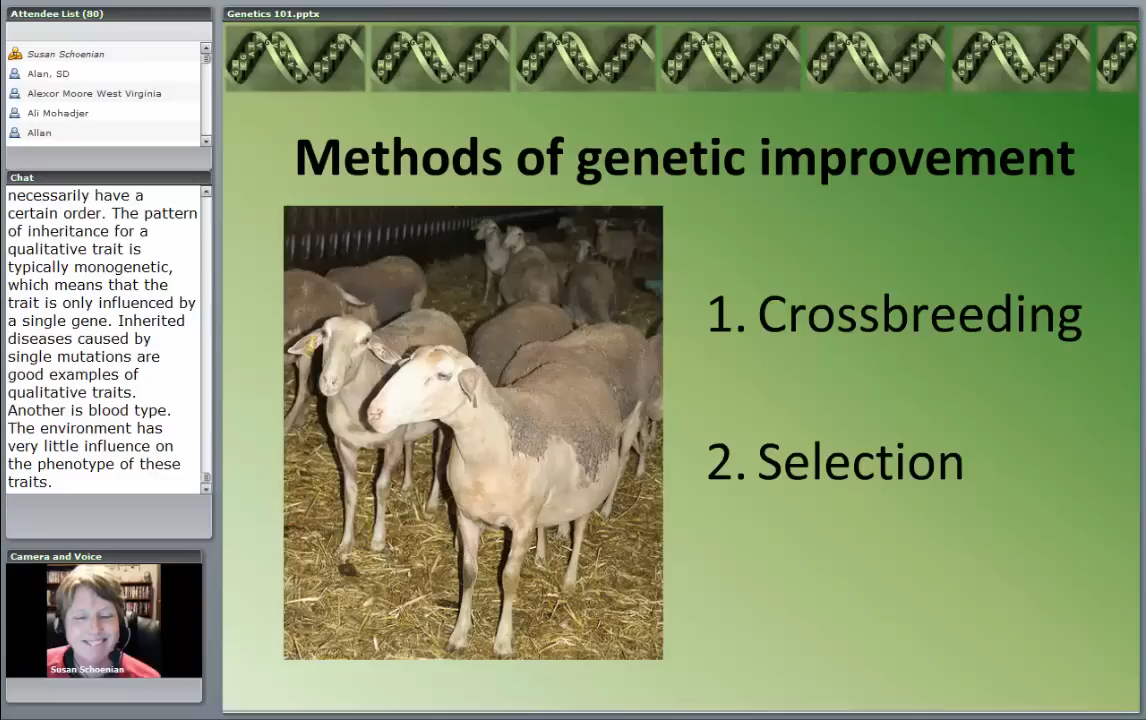 Attendee List (80)
Susan Schoenian
Alan, SD
Alexor Moore West Virginia
Ali Mohadjer
Allan
Chat
necessarily have a
certain order. The pattern
of inheritance for a
qualitative trait is
typically monogenetic,
which means that the
trait is only influenced by
a single gene. Inherited
diseases caused by
single mutations are
good examples of
qualitative traits.
Another is blood type.
The environment has
very little influence on
the phenotype of these
traits.
Camera and Voice
Susan Schoenian
Genetics 101.pptx
Methods of genetic improvement
1. Crossbreeding
2. Selection